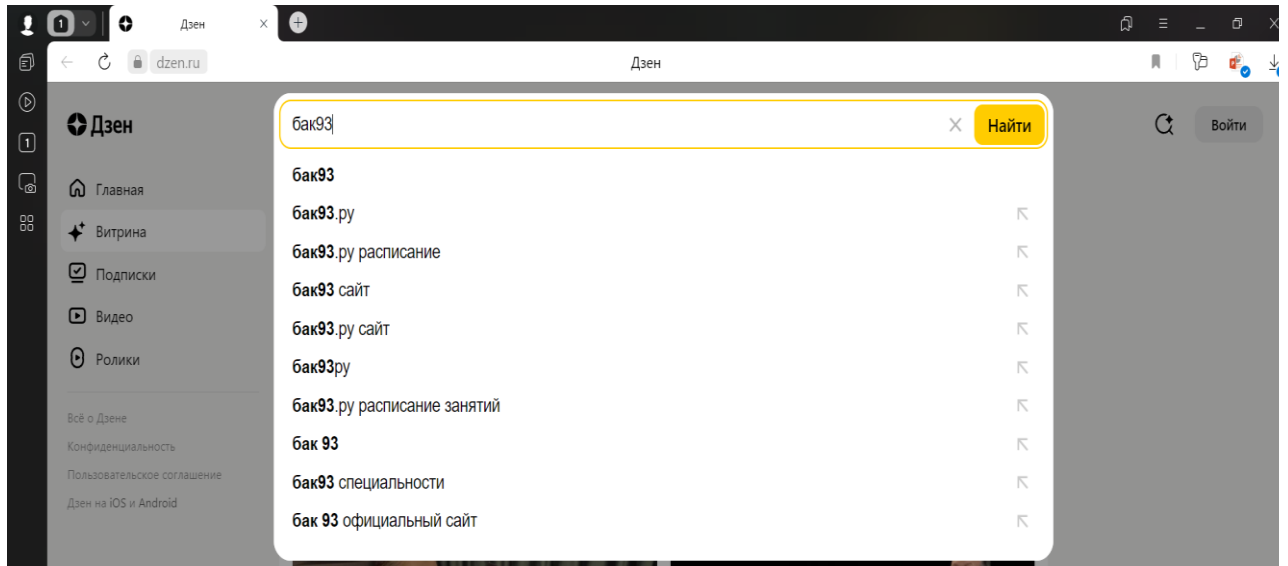 1
Дзен
dzen.ru
Дзен
1
Дзен
бак93
Найти
Войти
Главная
Витрина
Подписки
Видео
Ролики
Всё о Дзене
Конфиденциальность
Пользовательское соглашение
Дзен на iOS и Android
бак93
бак93.ру
бак93.ру расписание
бак93 сайт
бак93.ру сайт
бак93ру
бак93.ру расписание занятий
бак 93
бак93 специальности
бак 93 официальный сайт